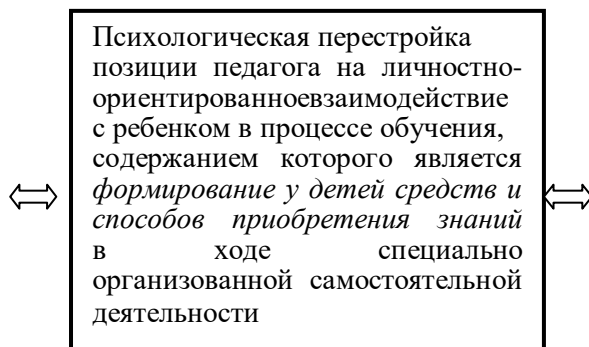 Психологическая перестройка
позиции педагога на личностно-
ориентированноевзаимодействие
с ребенком в процессе обучения,
содержанием которого является
формирование у детей средств и
способов приобретения знаний
в ходе специально
организованной самостоятельной
деятельности